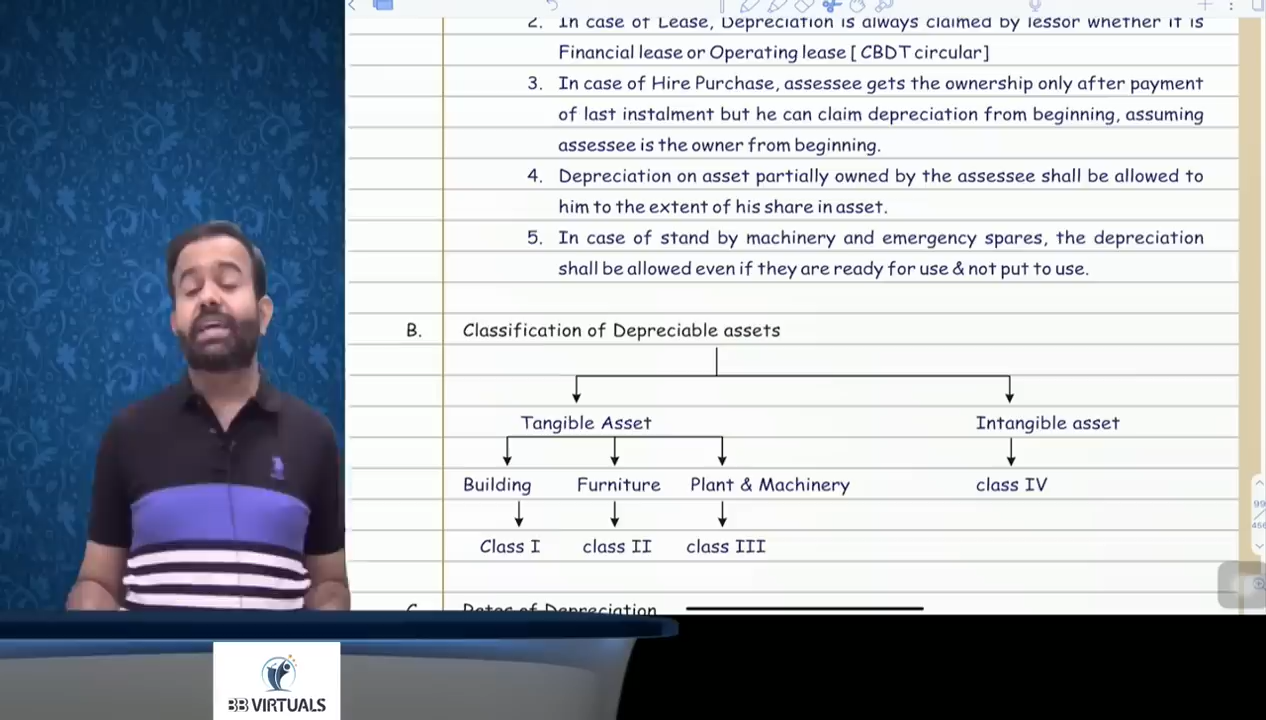 2. In case of Lease, Depreciation is always claimed by lessor whether it is
Financial lease or Operating lease [ CBDT circular]
3. In case of Hire Purchase, assessee gets the ownership only after payment
of last instalment but he can claim depreciation from beginning, assuming
assessee is the owner from beginning.
4. Depreciation on asset partially owned by the assessee shall be allowed to
him to the extent of his share in asset.
5. In case of stand by machinery and emergency spares, the depreciation
shall be allowed even if they are ready for use & not put to use.
B. Classification of Depreciable assets
Tangible Asset Intangible asset
Building Furniture Plant & Machinery class IV
Class I class II class III
C. Rates of Depreciation
BB VIRTUALS